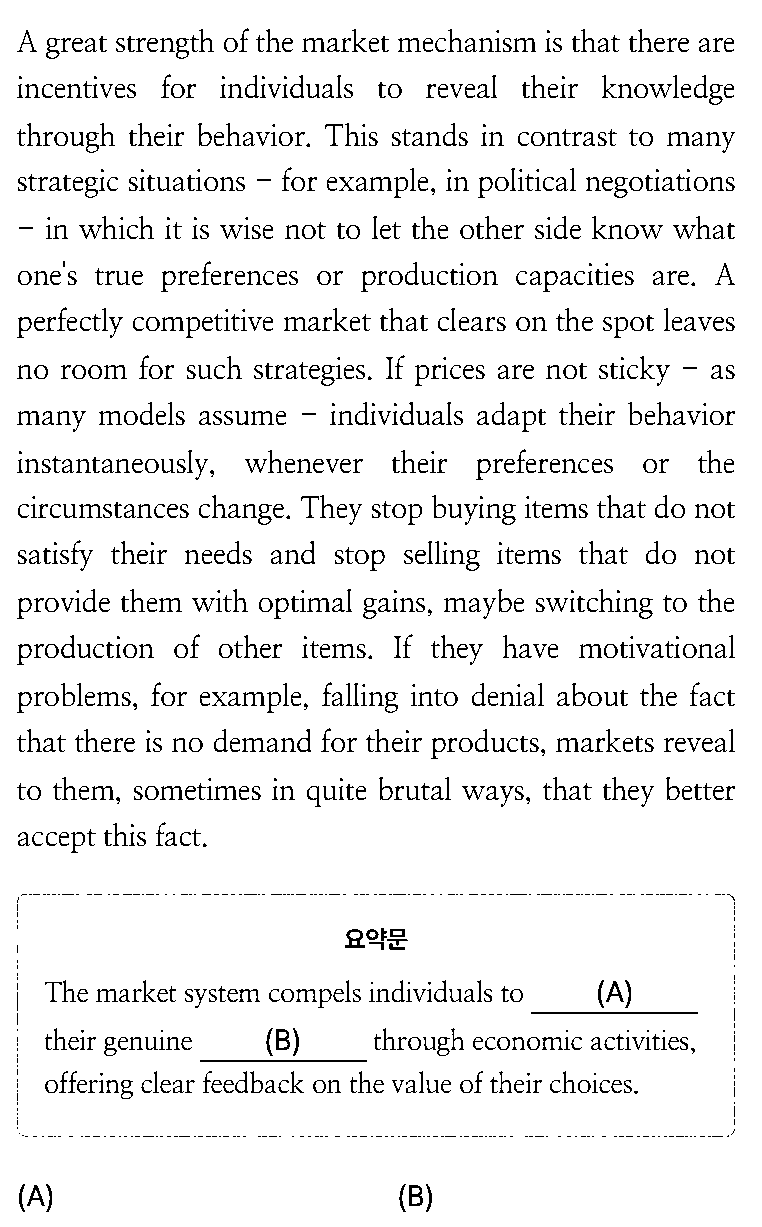 A great strength of the market mechanism is that there are
incentives for individuals to reveal their knowledge
through their behavior. This stands in contrast to many
strategic situations – for example, in political negotiations
– in which it is wise not to let the other side know what
one's true preferences or production capacities are. A
perfectly competitive market that clears on the spot leaves
no room for such strategies. If prices are not sticky – as
many models assume – individuals adapt their behavior
instantaneously, whenever their preferences or the
circumstances change. They stop buying items that do not
satisfy their needs and stop selling items that do not
provide them with optimal gains, maybe switching to the
production of other items. If they have motivational
problems, for example, falling into denial about the fact
that there is no demand for their products, markets reveal
to them, sometimes in quite brutal ways, that they better
accept this fact.
요약문
The market system compels individuals to (A)
their genuine (B) through economic activities,
offering clear feedback on the value of their choices.
(A) (B)